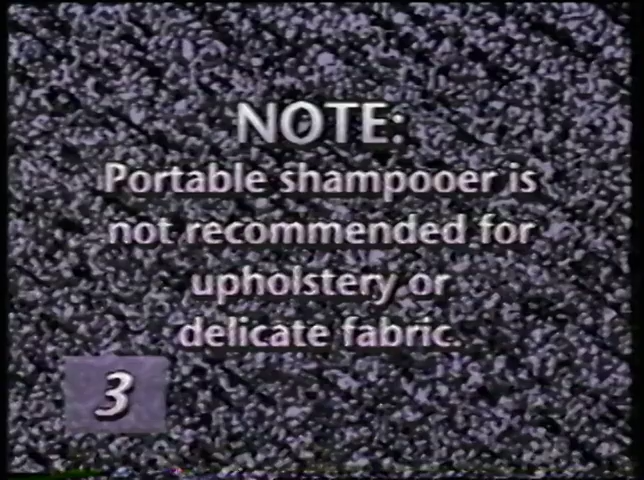 NOTE:
Portable shampooer is
not recommended for
upholstery or
delicate fabric.
3